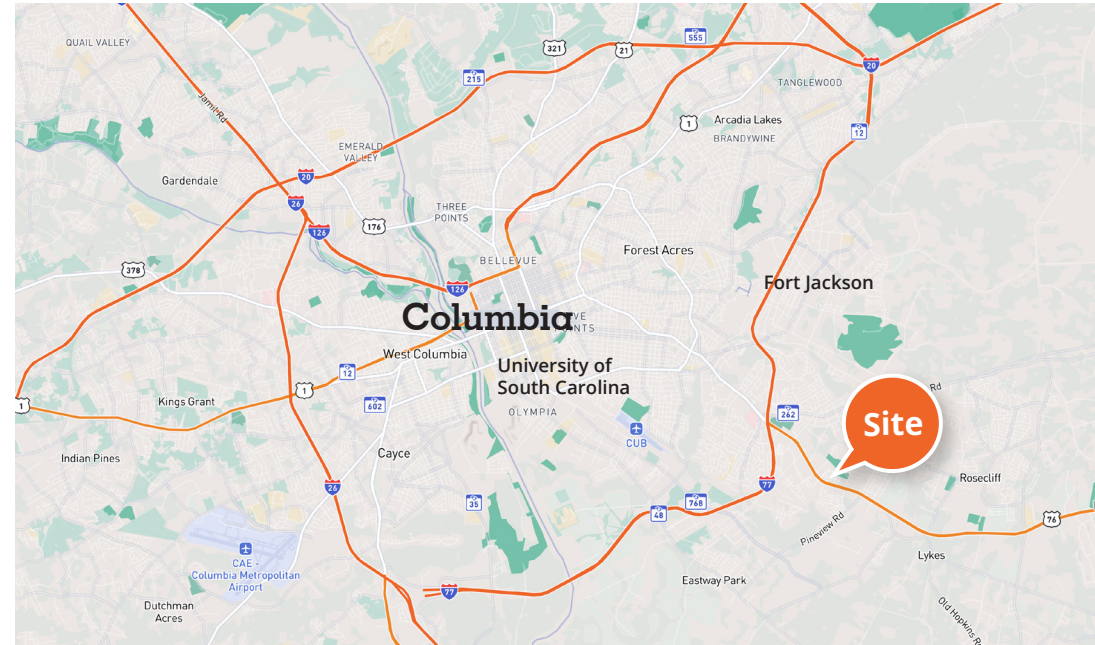 QUAIL VALLEY
321
21
555
20
TANGLEWOOD
215
Jamil Rd
1
Arcadia Lakes
BRANDYWINE
12
EMERALD
VALLEY
Gardendale
20
26
THREE
POINTS
176
126
378
BELLEVUE
Forest Acres
126
Fort Jackson
Columbia
West Columbia
University of
South Carolina
12
1
602
1
Kings Grant
OLYMPIA
262
Rd
Site
CUB
Indian Pines
Cayce
Rosecliff
26
35
77
768
48
76
Pineview Rd
Lykes
CAE -
Columbia Metropolitan
Airport
Eastway Park
77
Dutchman
Acres
Old Hopkins R